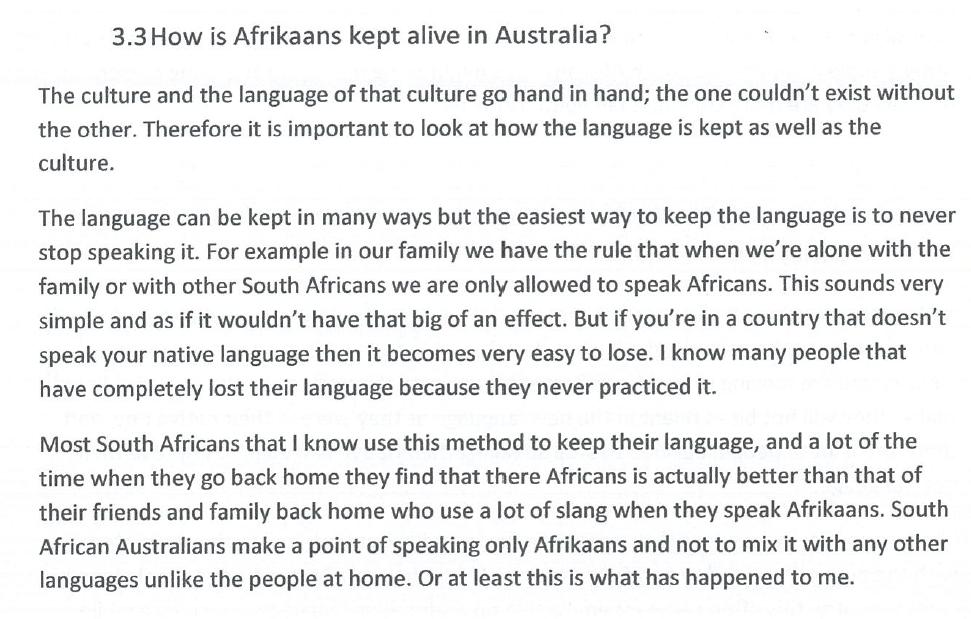 3.3 How is Afrikaans kept alive in Australia?
The culture and the language of that culture go hand in hand; the one couldn't exist without
the other. Therefore it is important to look at how the language is kept as well as the
culture.
The language can be kept in many ways but the easiest way to keep the language is to never
stop speaking it. For example in our family we have the rule that when we're alone with the
family or with other South Africans we are only allowed to speak Africans. This sounds very
simple and as if it wouldn't have that big of an effect. But if you're in a country that doesn't
speak your native language then it becomes very easy to lose. I know many people that
have completely lost their language because they never practiced it.
Most South Africans that I know use this method to keep their language, and a lot of the
time when they go back home they find that there Africans is actually better than that of
their friends and family back home who use a lot of slang when they speak Afrikaans. South
African Australians make a point of speaking only Afrikaans and not to mix it with any other
languages unlike the people at home. Or at least this is what has happened to me.